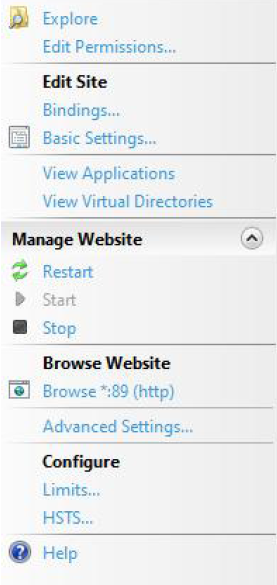 Explore
Edit Permissions...
Edit Site
Bindings...
Basic Settings...
View Applications
View Virtual Directories
Manage Website
Restart
Start
Stop
Browse Website
Browse *:89 (http)
Advanced Settings...
Configure
Limits...
HSTS...
Help